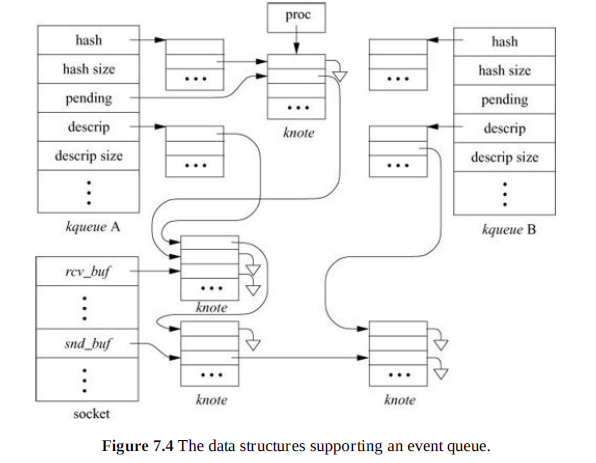 proc
hash
hash size
pending
descrip
descrip size
kqueue A
knote
hash
hash size
pending
descrip
descrip size
kqueue B
rcv_buf
snd_buf
socket
knote
knote
knote
Figure 7.4 The data structures supporting an event queue.